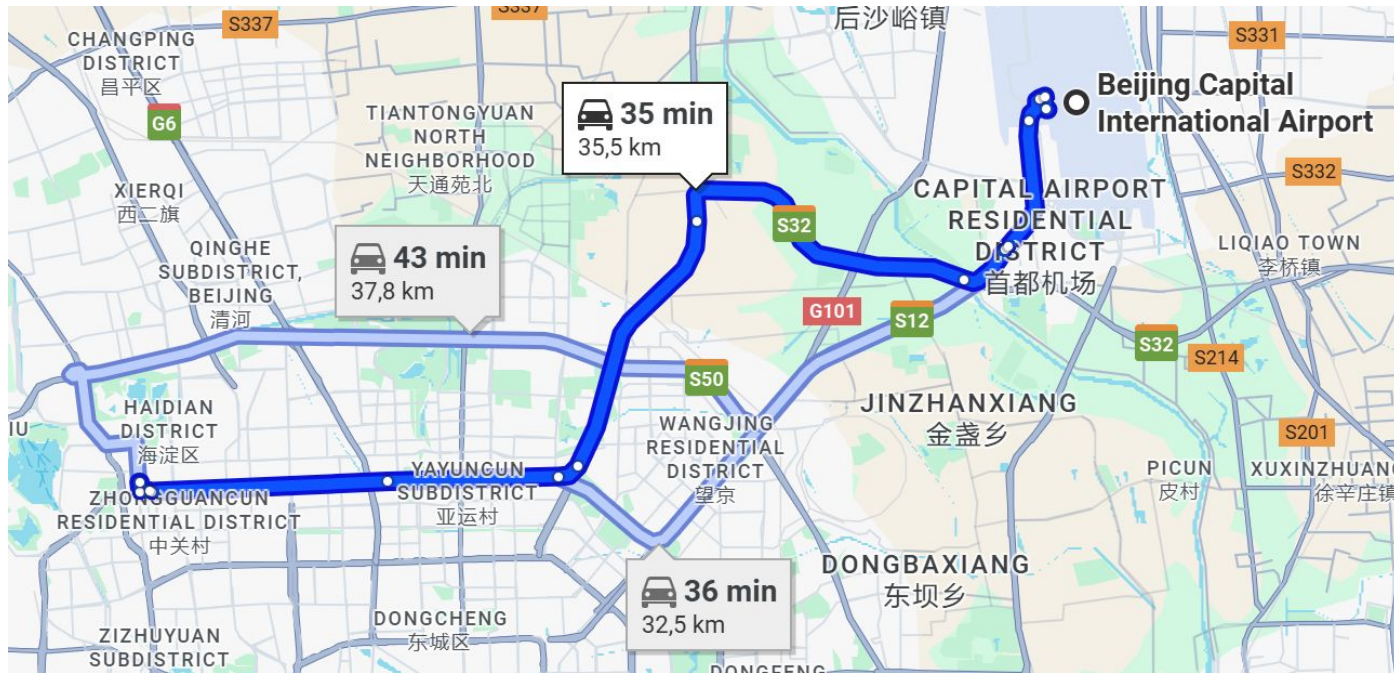 S337
S337
后沙峪镇
S331
CHANGPING
DISTRICT
昌平区
G6
TIANTONGYUAN
NORTH
NEIGHBORHOOD
天通苑北
35 min
35,5 km
Beijing Capital
International Airport
S332
XIERQI
西二旗
CAPITAL AIRPORT
RESIDENTIAL
DISTRICT
首都机场
S32
LIQIAO TOWN
李桥镇
QINGHE
SUBDISTRICT,
BEIJING
清河
43 min
37,8 km
G101
S12
S32
S214
S50
HAIDIAN
DISTRICT
海淀区
IU
WANGJING
RESIDENTIAL
DISTRICT
望京
JINZHANXIANG
金盏乡
S201
YAYUNCUN
SUBDISTRICT
亚运村
PICUN
皮村
XUXINZHUANG
徐辛庄镇
ZHONGGUANCUN
RESIDENTIAL DISTRICT
中关村
36 min
32,5 km
DONGBAXIANG
东坝乡
DONGCHENG
东城区
ZIZHUYUAN
SUBDISTRICT
DONGFENG